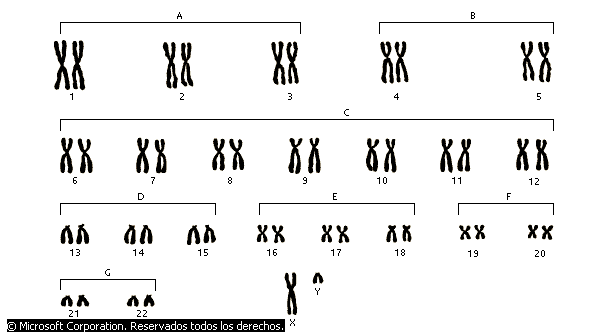 A B
1 2 3 4 5
C
6 7 8 9 10 11 12
D E F
13 14 15 16 17 18 19 20
G
21 22 X Y
© Microsoft Corporation. Reservados todos los derechos.